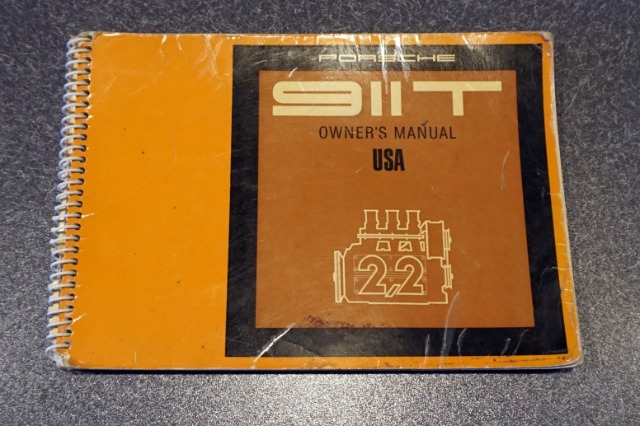 PORSCHE
911T
OWNER'S MANUAL
USA
2,2